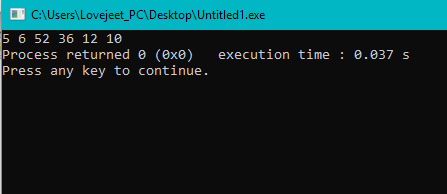 C:\Users\Lovejeet_PC\Desktop\Untitled1.exe
5 6 52 36 12 10
Process returned 0 (0x0)   execution time : 0.037 s
Press any key to continue.